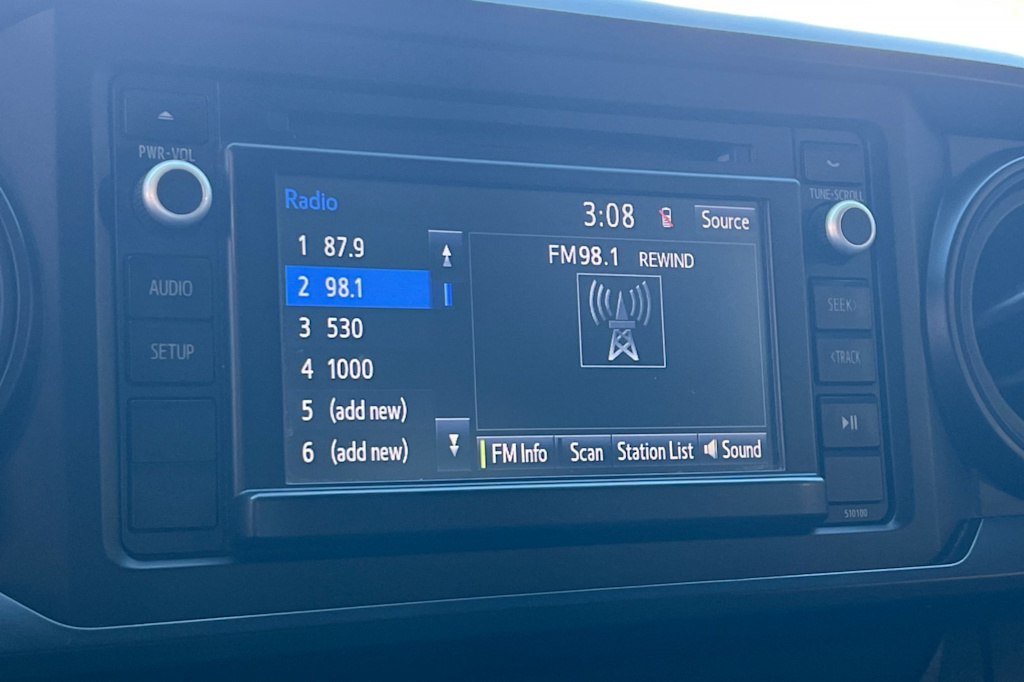 PWR-VOL
AUDIO
SETUP
Radio
3:08
Source
1 87.9
2 98.1
3 530
4 1000
5 (add new)
6 (add new)
FM98.1 REWIND
FM Info
Scan
Station List
Sound
TUNE-SCROLL
SEEK>
<TRACK
510100